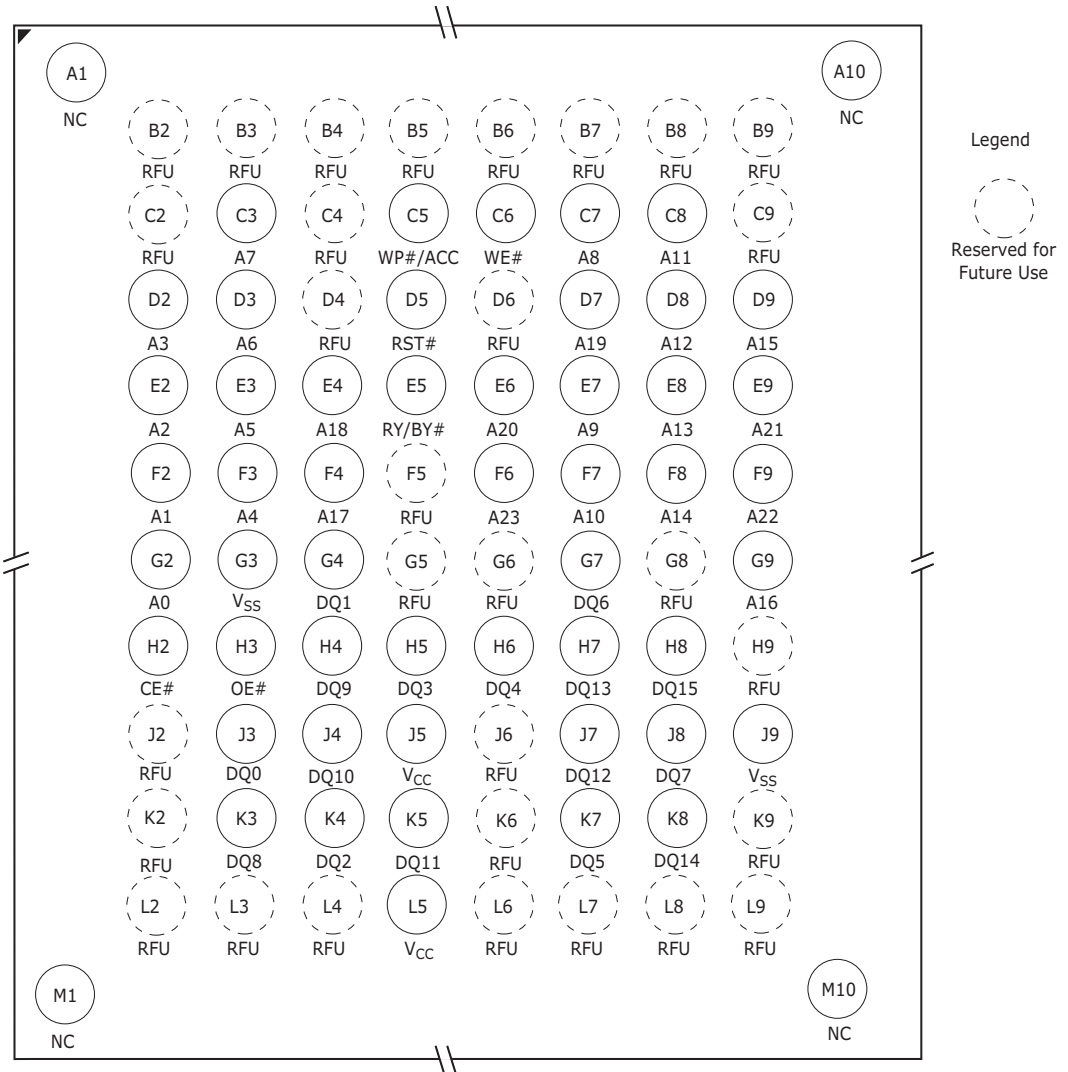 A1 A10
NC NC
B2 B3 B4 B5 B6 B7 B8 B9
RFU RFU RFU RFU RFU RFU RFU RFU
Legend
C2 C3 C4 C5 C6 C7 C8 C9
RFU A7 RFU WP#/ACC WE# A8 A11 RFU
Reserved for
Future Use
D2 D3 D4 D5 D6 D7 D8 D9
A3 A6 RFU RST# RFU A19 A12 A15
E2 E3 E4 E5 E6 E7 E8 E9
A2 A5 A18 RY/BY# A20 A9 A13 A21
F2 F3 F4 F5 F6 F7 F8 F9
A1 A4 A17 RFU A23 A10 A14 A22
G2 G3 G4 G5 G6 G7 G8 G9
A0 VSS DQ1 RFU RFU DQ6 RFU A16
H2 H3 H4 H5 H6 H7 H8 H9
CE# OE# DQ9 DQ3 DQ4 DQ13 DQ15 RFU
J2 J3 J4 J5 J6 J7 J8 J9
RFU DQ0 DQ10 VCC RFU DQ12 DQ7 VSS
K2 K3 K4 K5 K6 K7 K8 K9
RFU DQ8 DQ2 DQ11 RFU DQ5 DQ14 RFU
L2 L3 L4 L5 L6 L7 L8 L9
RFU RFU RFU VCC RFU RFU RFU RFU
M1 M10
NC NC